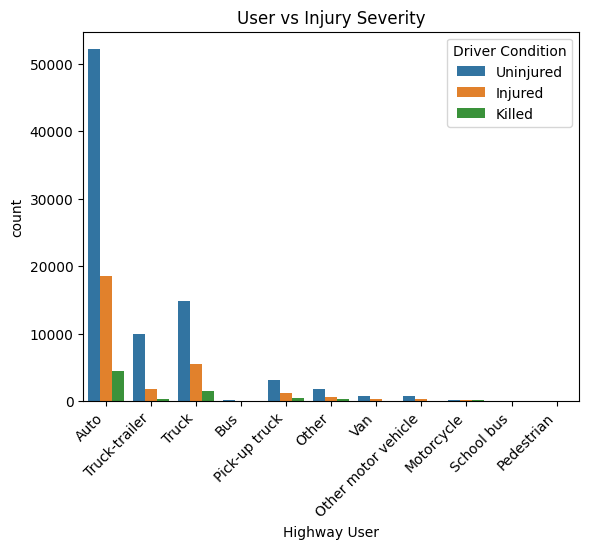 User vs Injury Severity
Driver Condition
Uninjured
Injured
Killed
count
50000
40000
30000
20000
10000
0
Auto
Truck-trailer
Truck
Bus
Pick-up truck
Other
Van
Other motor vehicle
Motorcycle
School bus
Pedestrian
Highway User